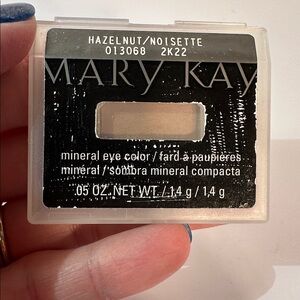 HAZELNUT/NOISETTE
013068 2K22
MARY KAY
mineral eye color / fard à paupières
minéral / sombra mineral compacta
.05 OZ. NET WT. / 1,4 g / 1,4 g